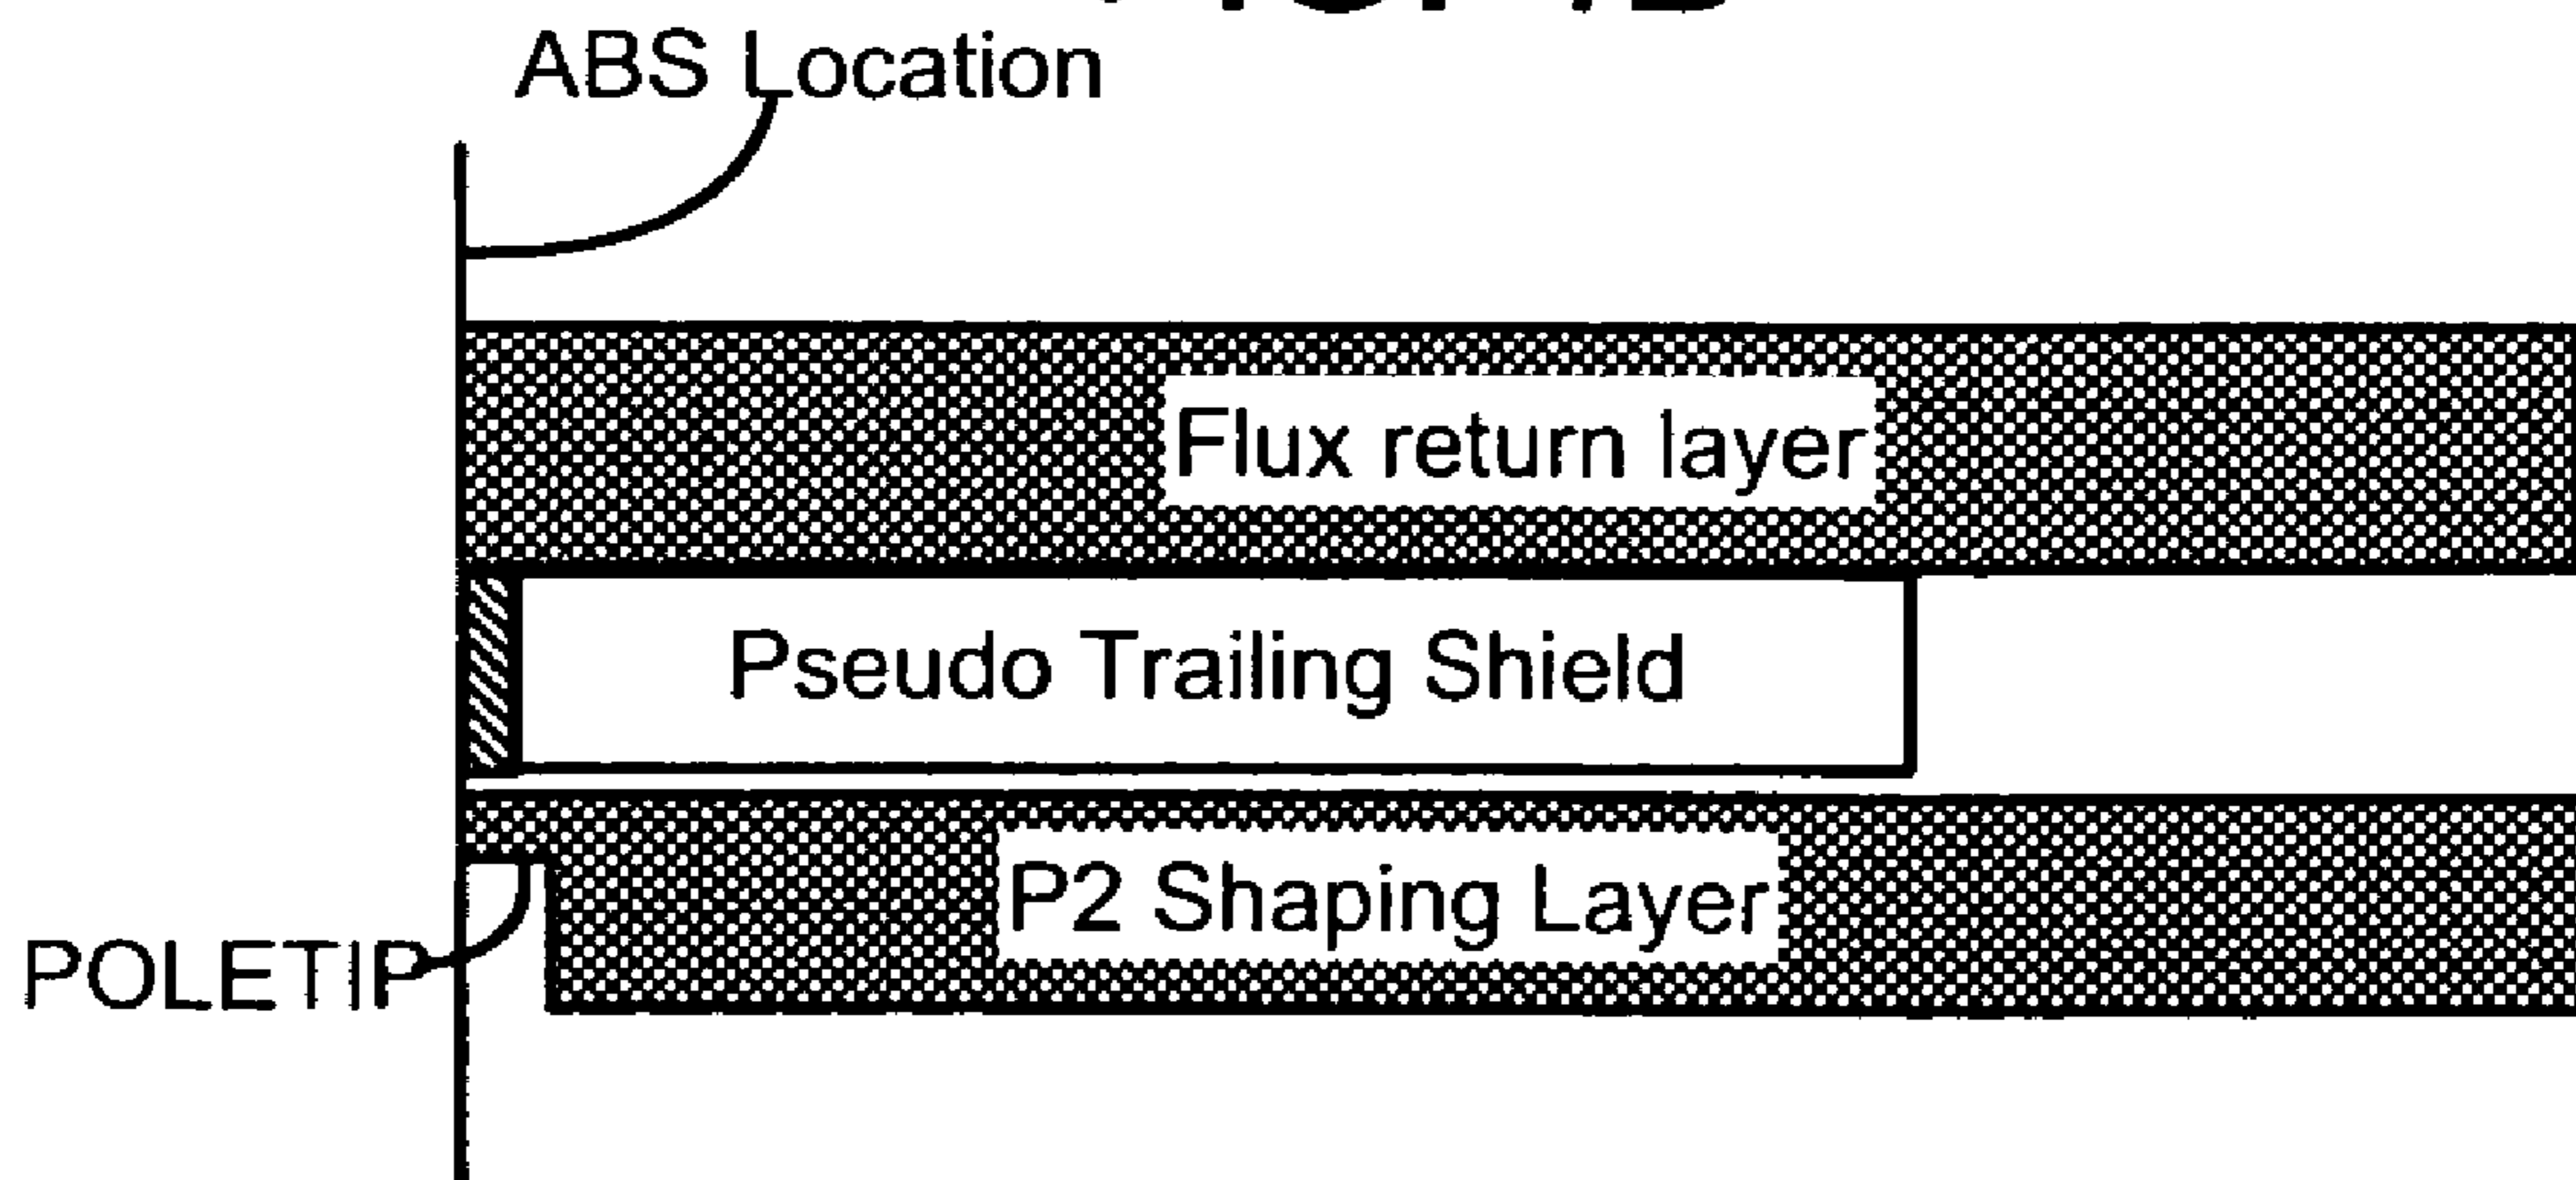 ABS Location
Flux return layer
Pseudo Trailing Shield
P2 Shaping Layer
POLETIP